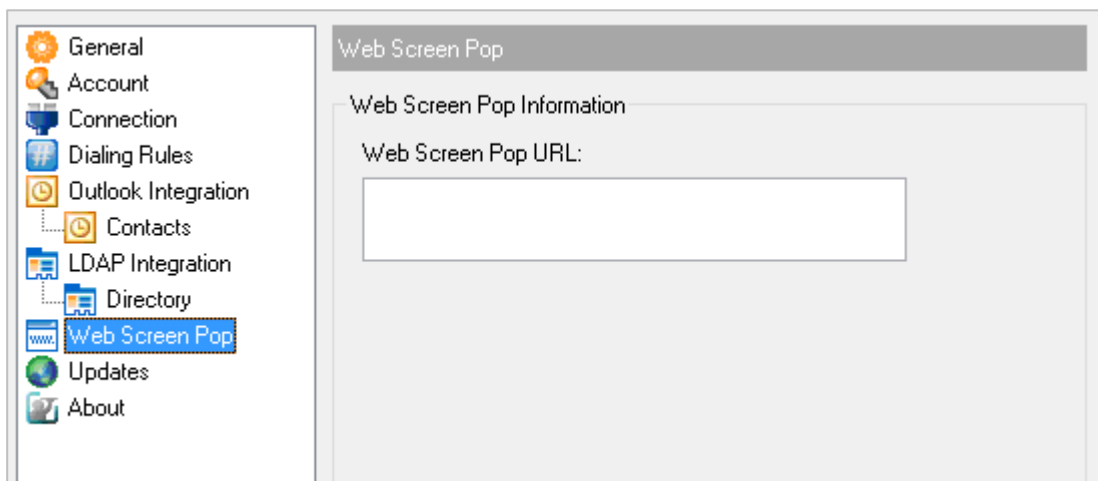 General
Account
Connection
Dialing Rules
Outlook Integration
Contacts
LDAP Integration
Directory
www.
Web Screen Pop
Updates
About
Web Screen Pop
Web Screen Pop Information
Web Screen Pop URL: